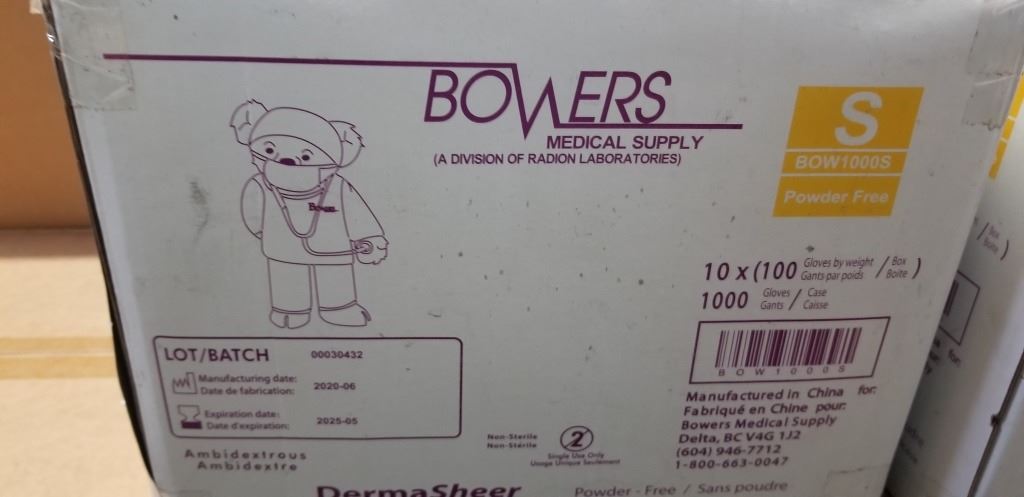 BOWERS
MEDICAL SUPPLY
(A DIVISION OF RADION LABORATORIES)
S
BOW1000S
Powder Free
10 x (100 Gloves by weight / Box )
Gants par poids / Boîte
1000 Gloves / Case
Gants / Caisse
BOW1000S
Manufactured in China for:
Fabriqué en Chine pour:
Bowers Medical Supply
Delta, BC V4G 1J2
(604) 946-7712
1-800-663-0047
LOT/BATCH 00030432
Manufacturing date: 2020-06
Date de fabrication:
Expiration date: 2025-05
Date d'expiration:
Ambidextrous
Ambidextre
Non-Sterile
Non-Stérile
2
Single Use Only
Usage Unique Seulement
DermaSheer
Powder - Free / Sans poudre